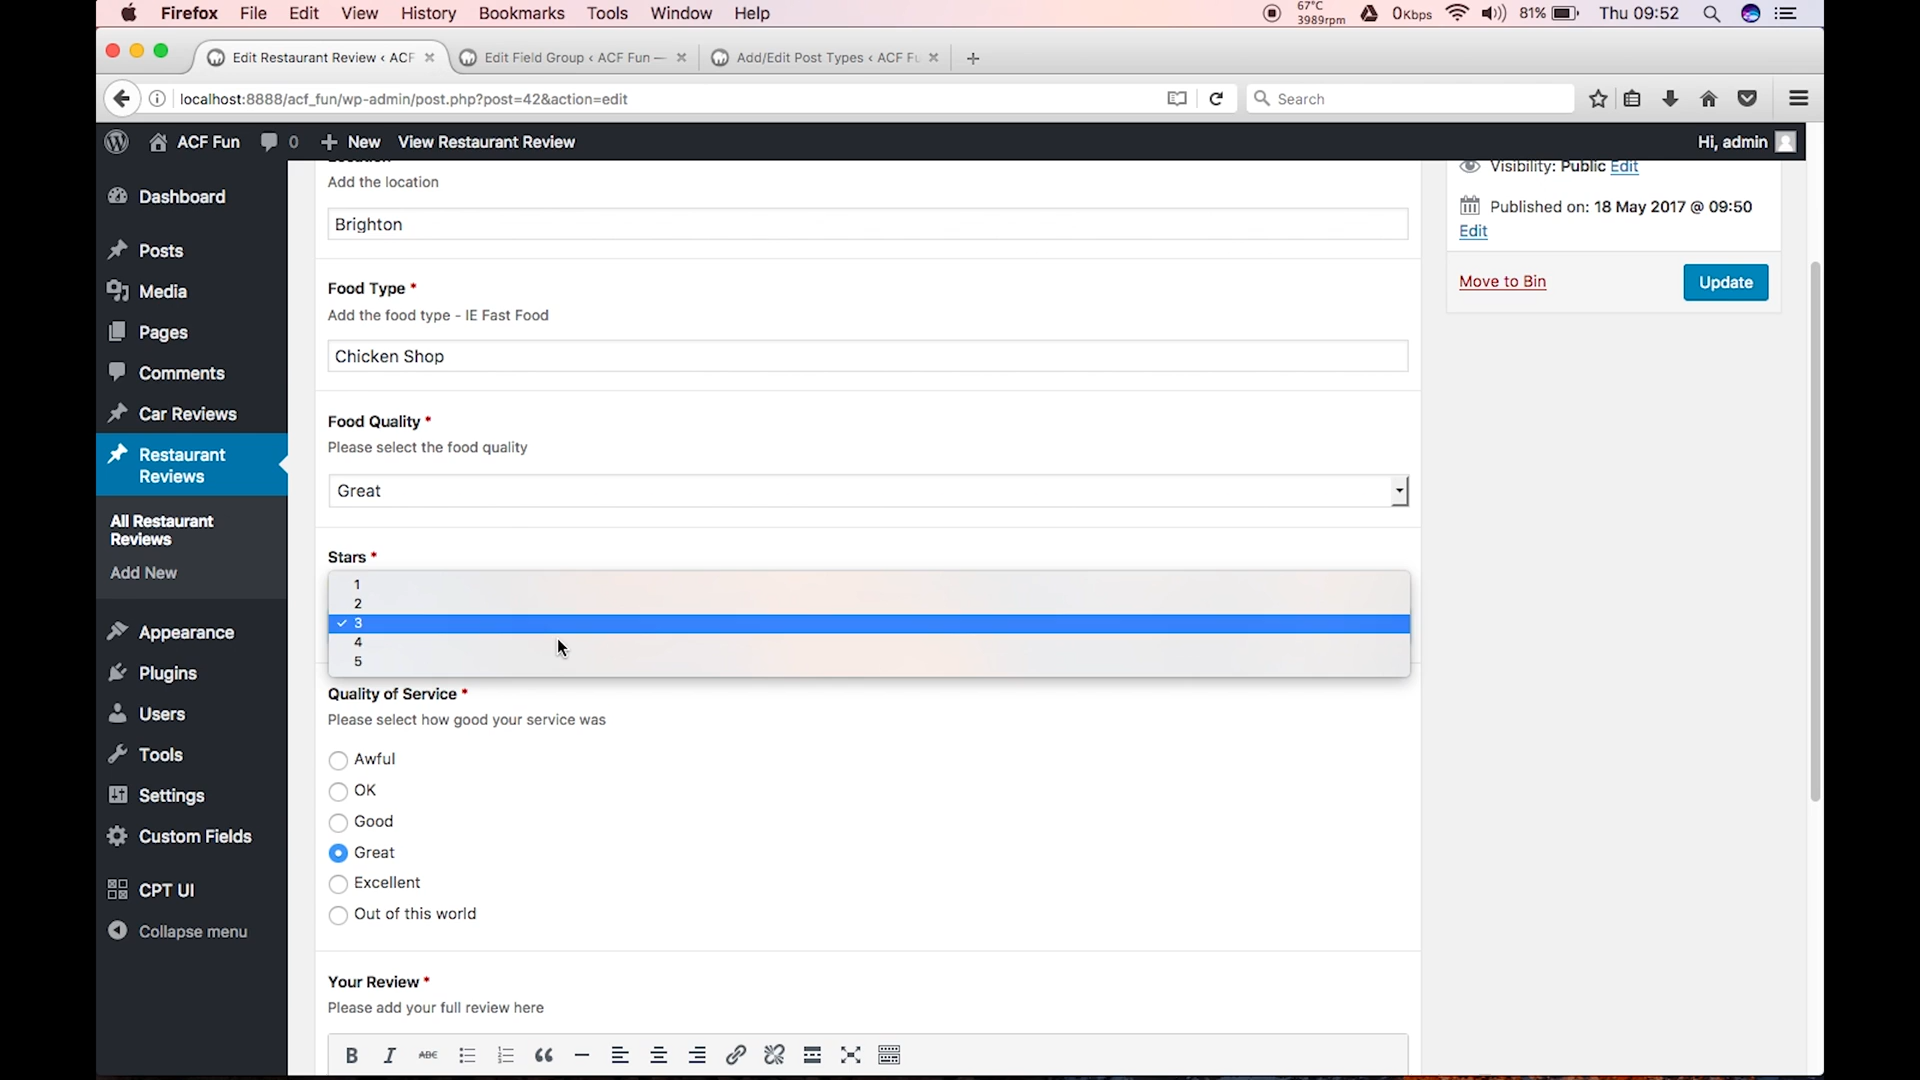 Firefox File Edit View History Bookmarks Tools Window Help
67°C
3989rpm
0Kbps 81% Thu 09:52
Edit Restaurant Review ‹ ACF
Edit Field Group ‹ ACF Fun —
Add/Edit Post Types ‹ ACF Fu
localhost:8888/acf_fun/wp-admin/post.php?post=42&action=edit
Search
ACF Fun 0 New View Restaurant Review
Hi, admin
Dashboard
Posts
Media
Pages
Comments
Car Reviews
Restaurant
Reviews
All Restaurant
Reviews
Add New
Appearance
Plugins
Users
Tools
Settings
Custom Fields
CPT UI
Collapse menu
Location
Add the location
Brighton
Food Type *
Add the food type - IE Fast Food
Chicken Shop
Food Quality *
Please select the food quality
Great
Stars *
1
2
✓ 3
4
5
Quality of Service *
Please select how good your service was
Awful
OK
Good
Great
Excellent
Out of this world
Your Review *
Please add your full review here
B I ABC
Visibility: Public Edit
Published on: 18 May 2017 @ 09:50
Edit
Move to Bin
Update